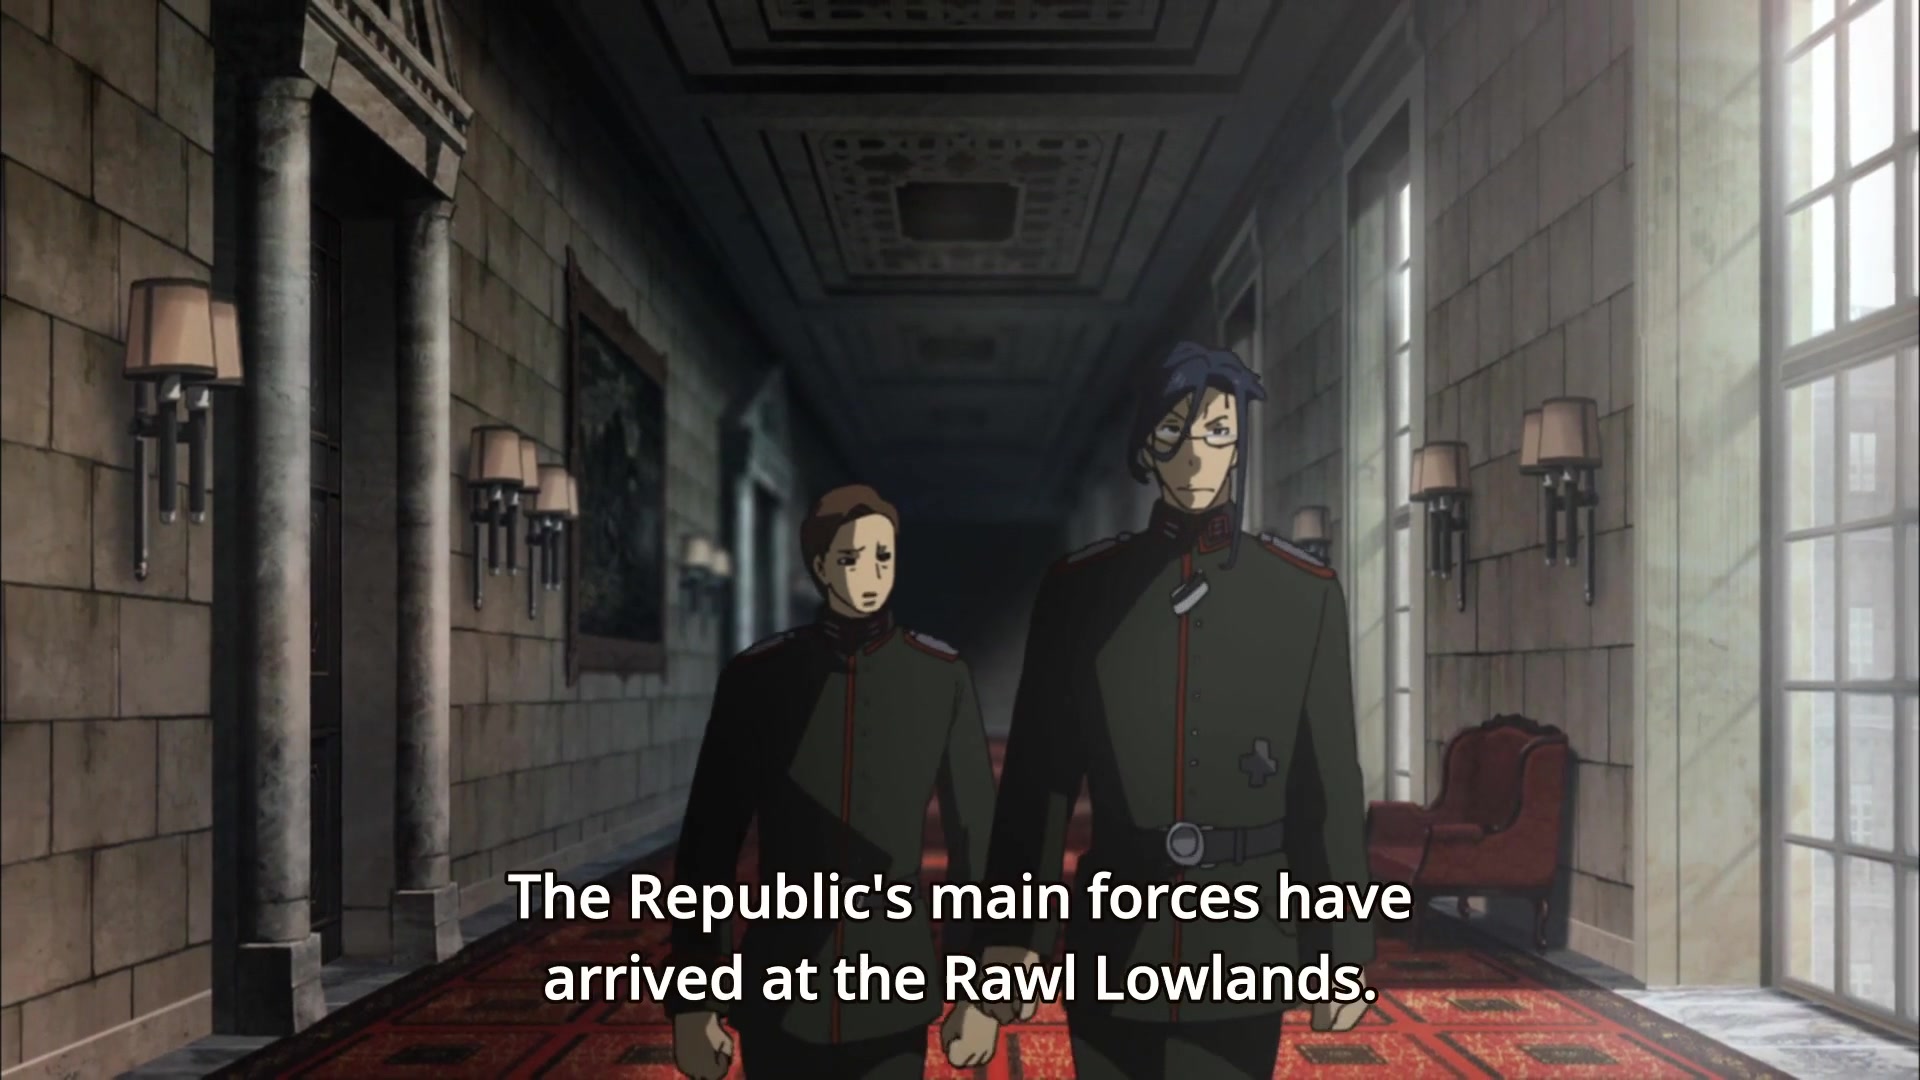 The Republic's main forces have
arrived at the Rawl Lowlands.